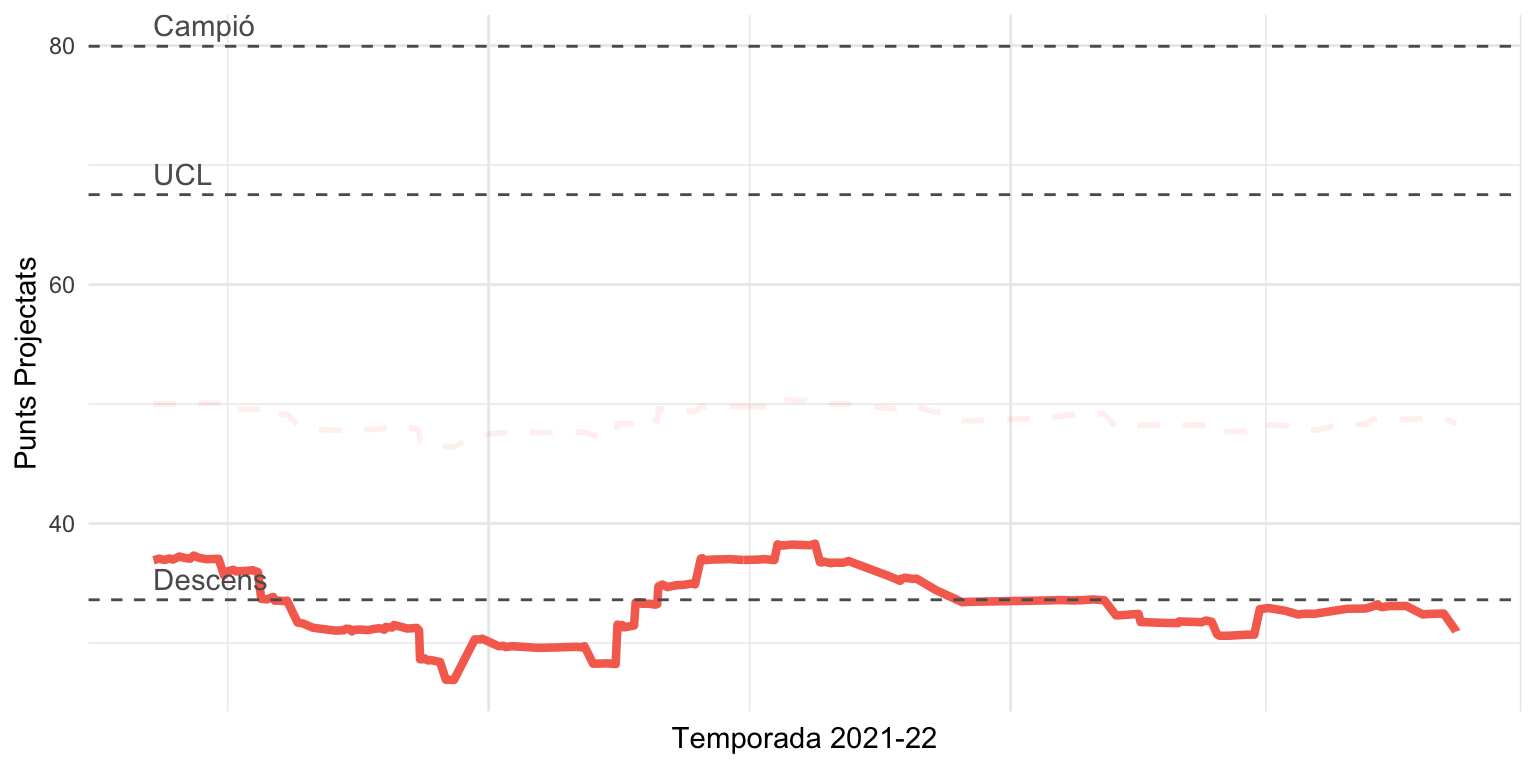 Campió
80
UCL
60
Punts Projectats
40
Descens
Temporada 2021-22